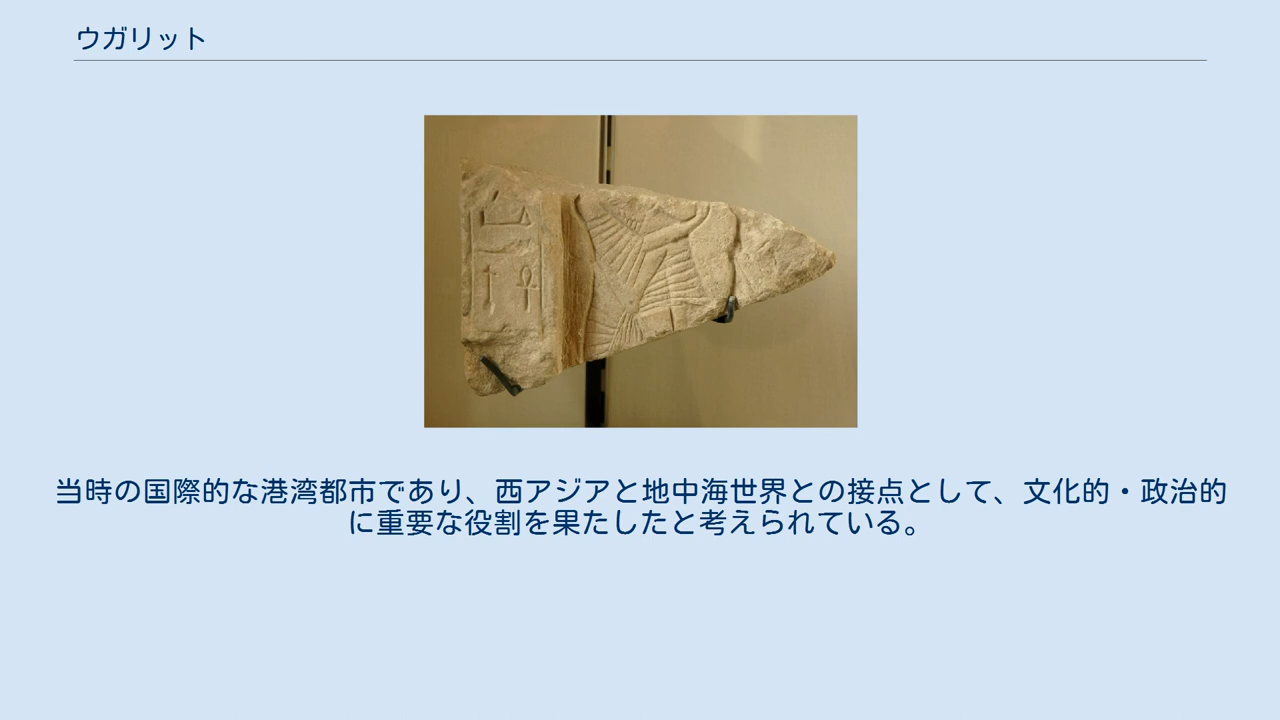 ウガリット
当時の国際的な港湾都市であり、西アジアと地中海世界との接点として、文化的・政治的
に重要な役割を果たしたと考えられている。